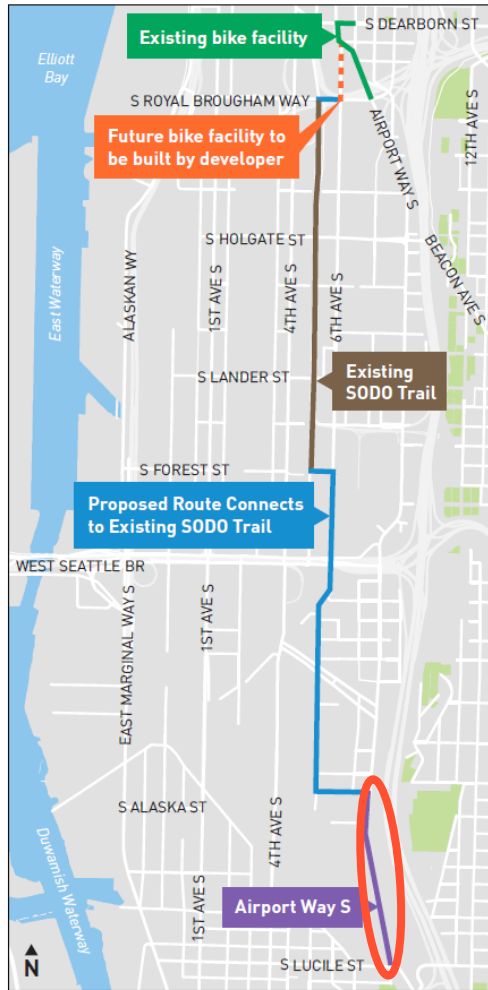 S DEARBORN ST
Existing bike facility
Elliott
Bay
S ROYAL BROUGHAM WAY
Future bike facility to
be built by developer
AIRPORT WAY S
12TH AVE S
S HOLGATE ST
East Waterway
ALASKAN WY
1ST AVE S
4TH AVE S
6TH AVE S
BEACON AVE S
S LANDER ST
Existing
SODO Trail
S FOREST ST
Proposed Route Connects
to Existing SODO Trail
WEST SEATTLE BR
EAST MARGINAL WAY S
1ST AVE S
S ALASKA ST
4TH AVE S
Duwamish Waterway
1ST AVE S
Airport Way S
S LUCILE ST
N